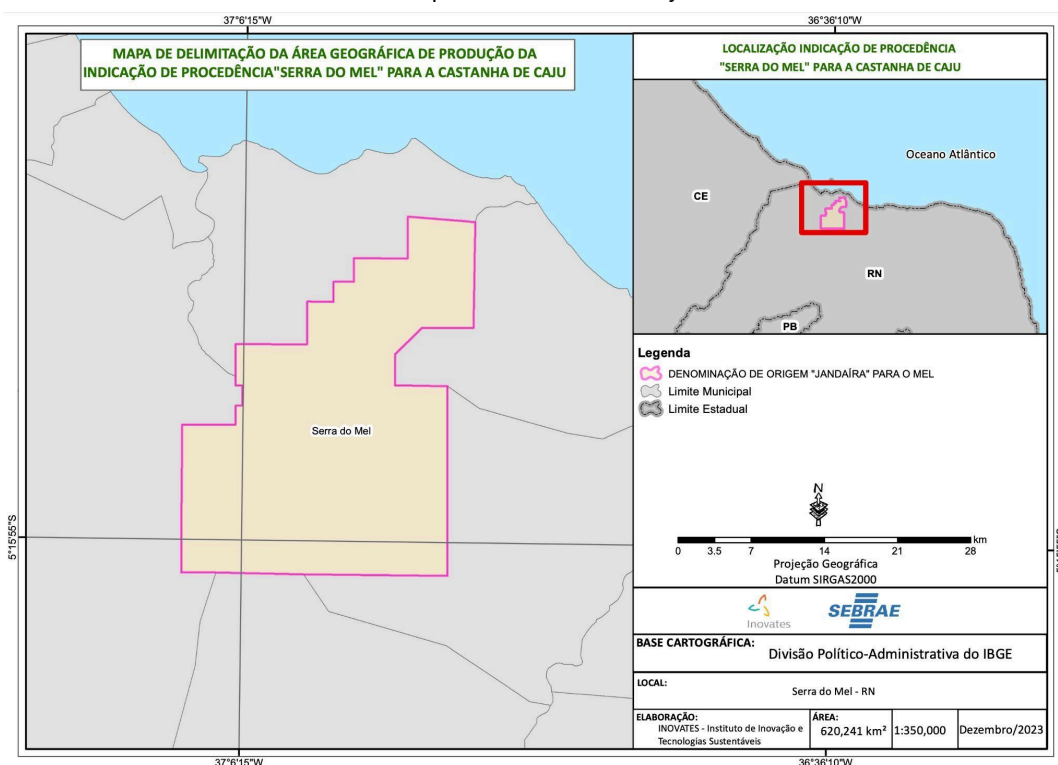 37°6'15"W
36°36'10"W
MAPA DE DELIMITAÇÃO DA ÁREA GEOGRÁFICA DE PRODUÇÃO DA
INDICAÇÃO DE PROCEDÊNCIA"SERRA DO MEL" PARA A CASTANHA DE CAJU
LOCALIZAÇÃO INDICAÇÃO DE PROCEDÊNCIA
"SERRA DO MEL" PARA A CASTANHA DE CAJU
Oceano Atlântico
CE
RN
PB
Serra do Mel
5°15'55"S
Legenda
DENOMINAÇÃO DE ORIGEM "JANDAÍRA" PARA O MEL
Limite Municipal
Limite Estadual
N
km
0 3.5 7 14 21 28
Projeção Geográfica
Datum SIRGAS2000
Inovates
SEBRAE
BASE CARTOGRÁFICA:
Divisão Político-Administrativa do IBGE
LOCAL:
Serra do Mel - RN
ELABORAÇÃO:
INOVATES - Instituto de Inovação e
Tecnologias Sustentáveis
ÁREA:
620,241 km²
1:350,000
Dezembro/2023
37°6'15"W
36°36'10"W